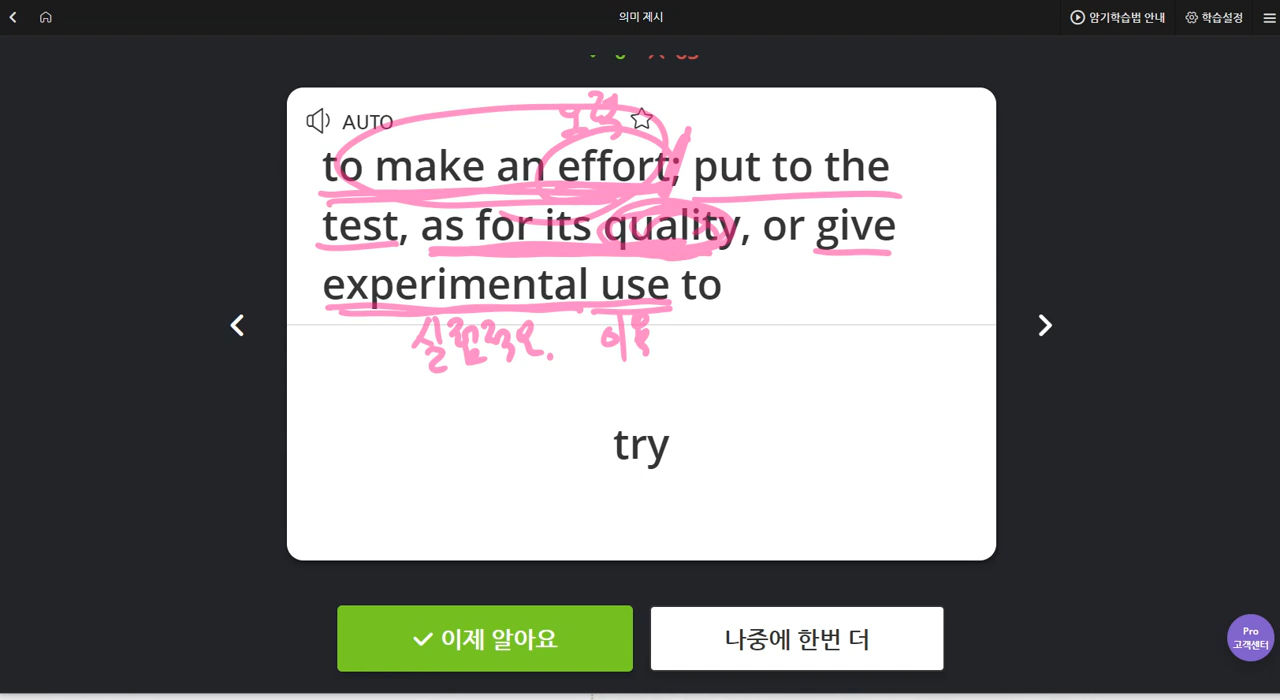 의미 제시
암기학습법 안내
학습설정
AUTO
노력
to make an effort; put to the
test, as for its quality, or give
experimental use to
실험적인. 이용
try
이제 알아요
나중에 한번 더
Pro
고객센터